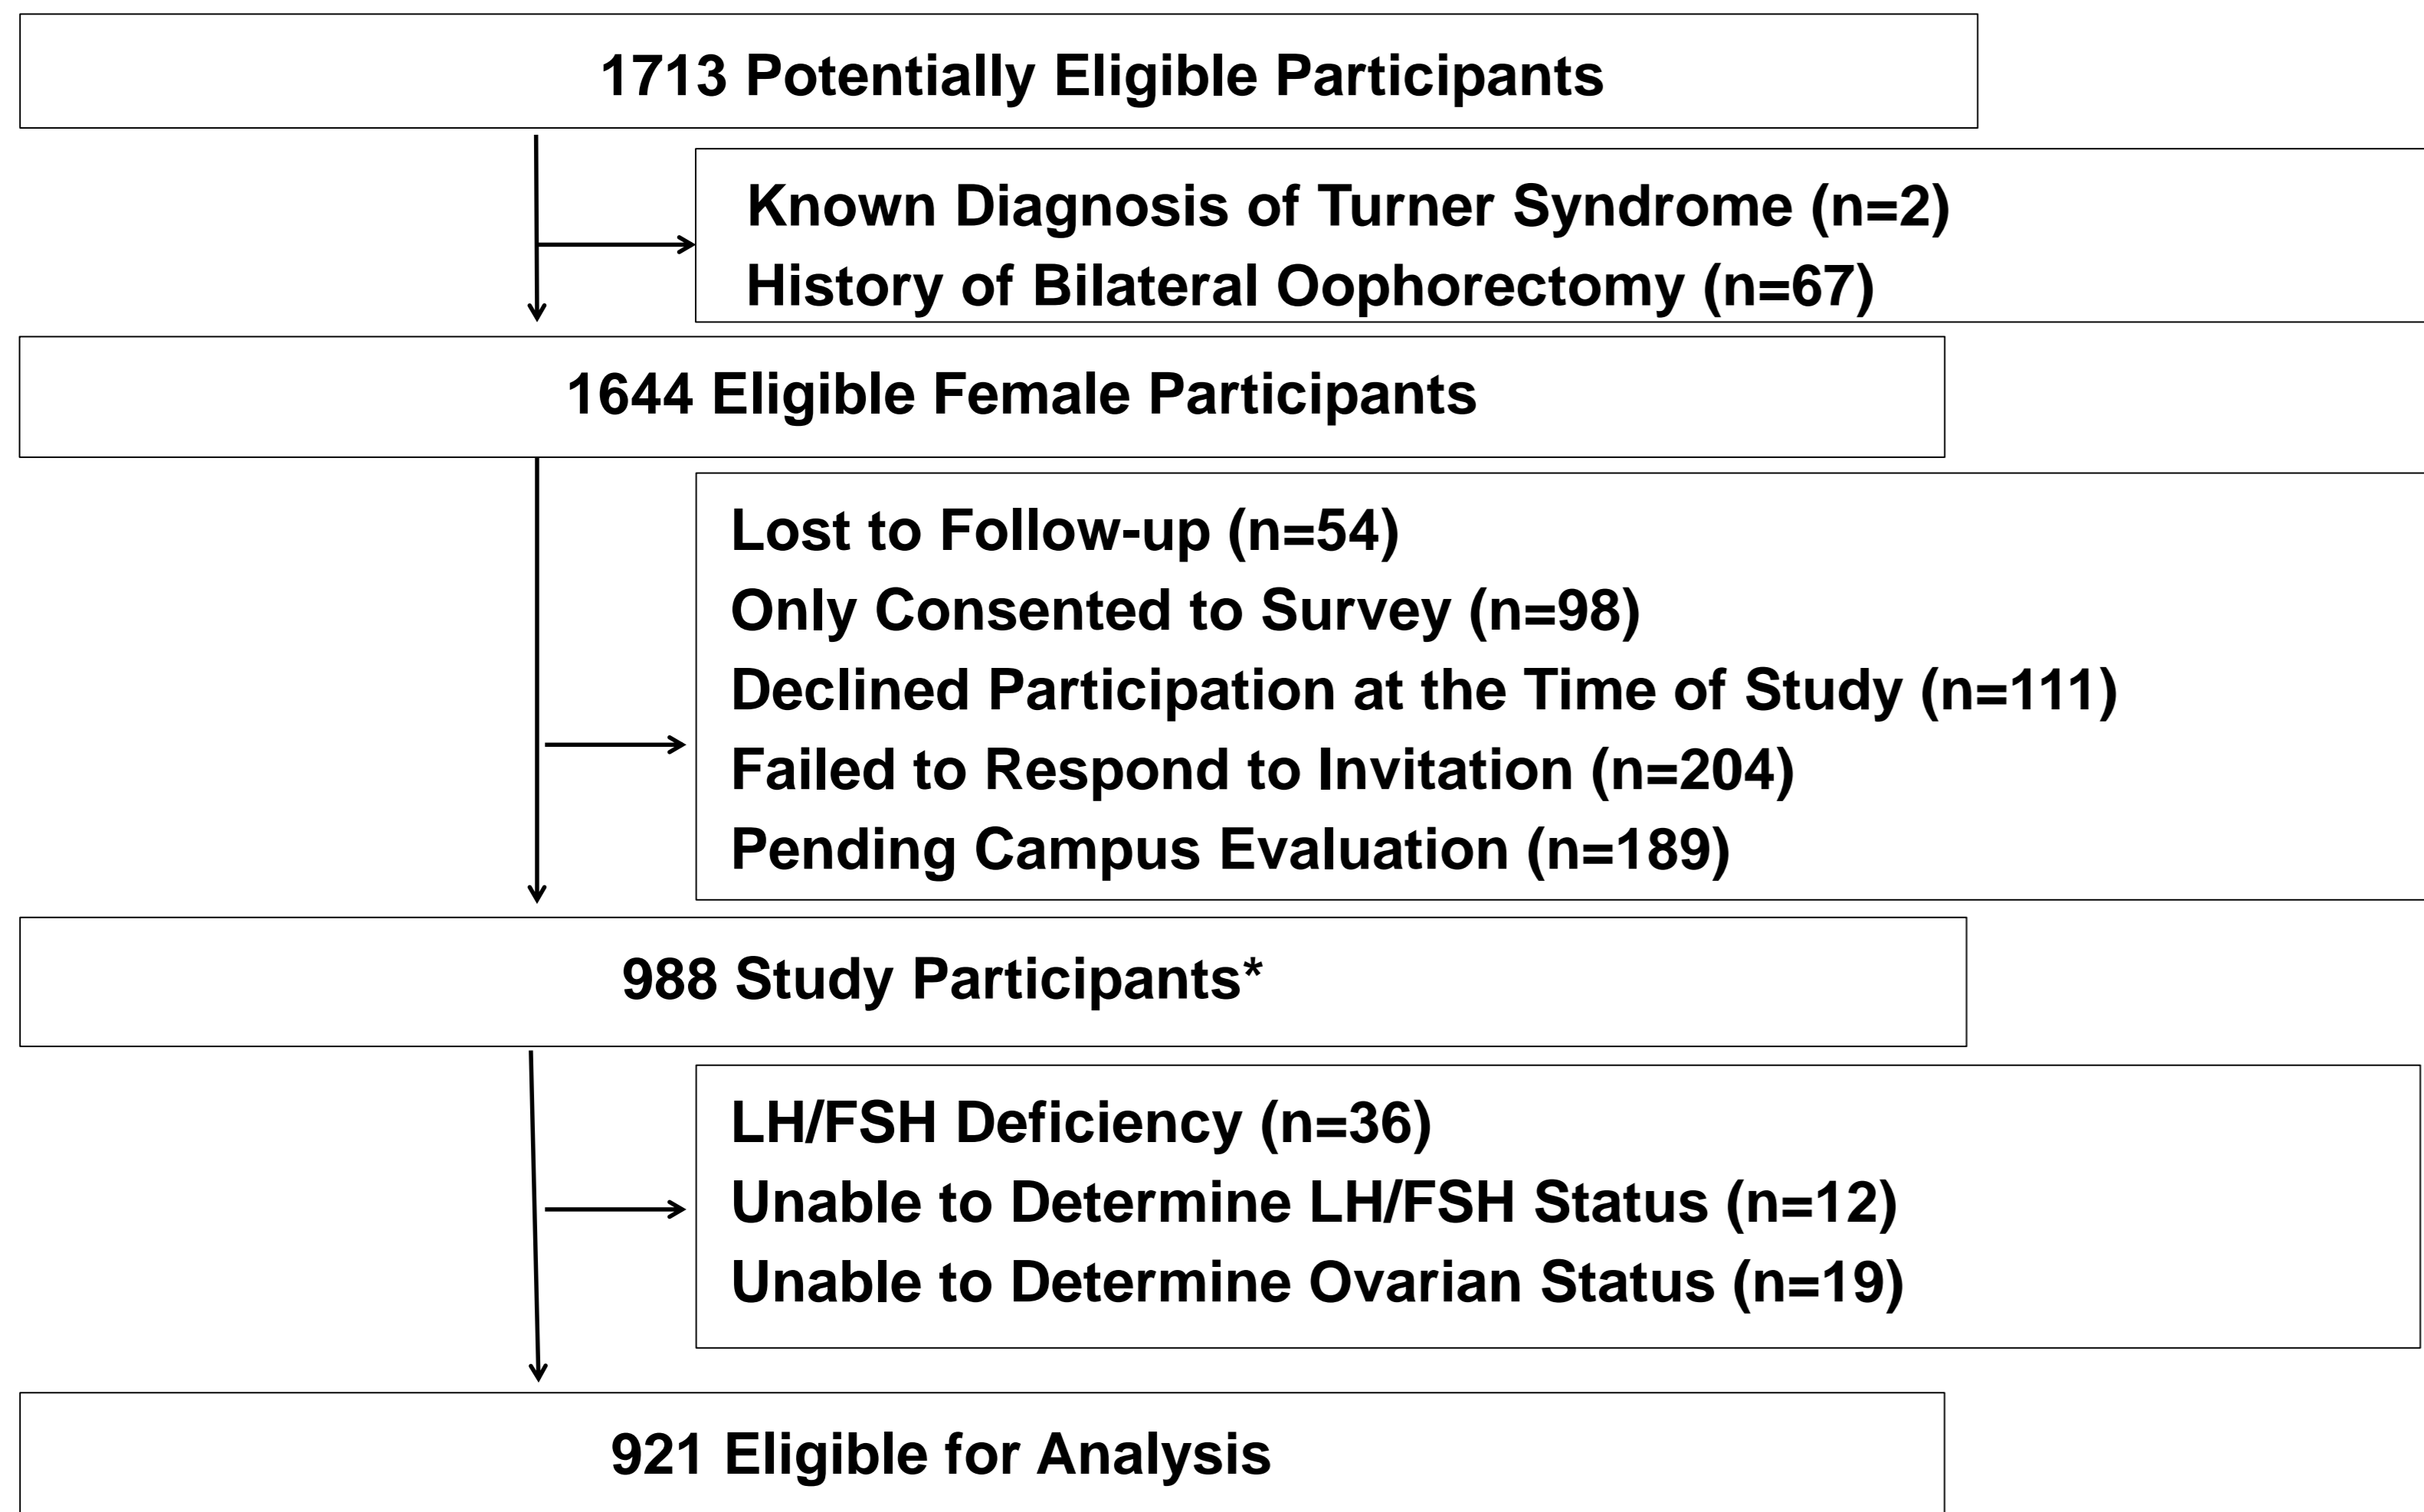 1713 Potentially Eligible Participants
Known Diagnosis of Turner Syndrome (n=2)
History of Bilateral Oophorectomy (n=67)
1644 Eligible Female Participants
Lost to Follow-up (n=54)
Only Consented to Survey (n=98)
Declined Participation at the Time of Study (n=111)
Failed to Respond to Invitation (n=204)
Pending Campus Evaluation (n=189)
988 Study Participants*
LH/FSH Deficiency (n=36)
Unable to Determine LH/FSH Status (n=12)
Unable to Determine Ovarian Status (n=19)
921 Eligible for Analysis